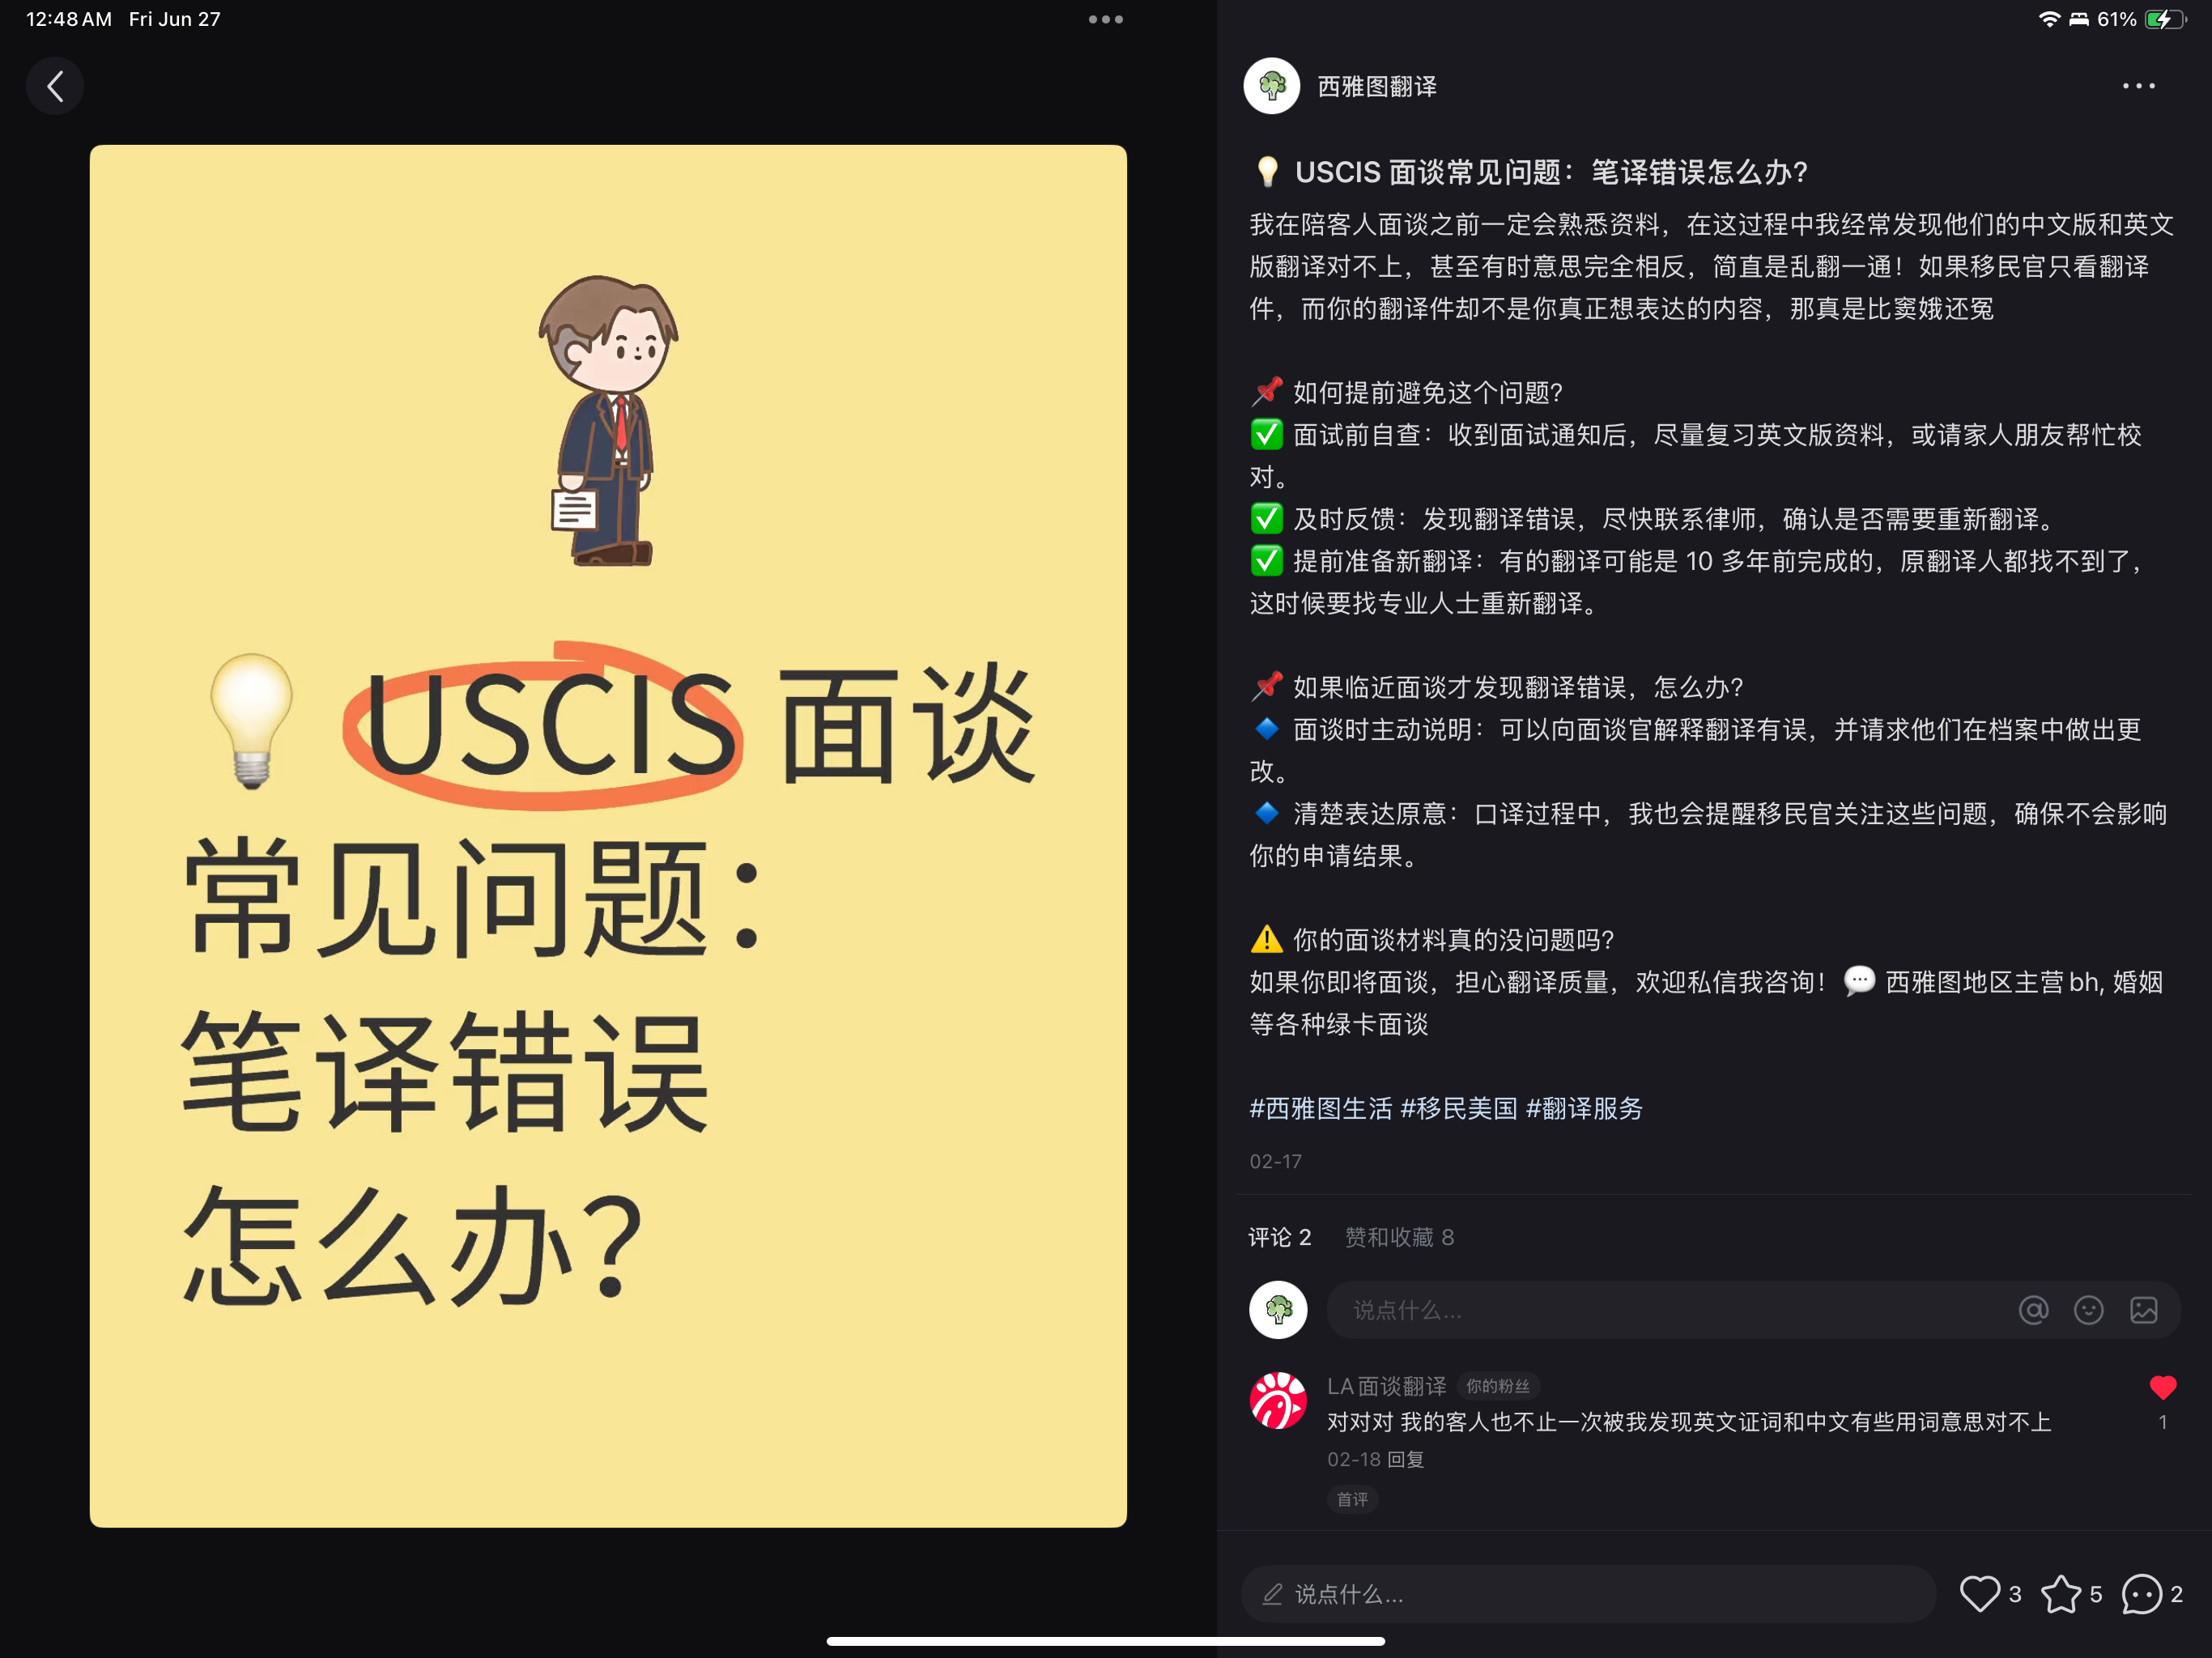 12:48 AM Fri Jun 27
61%
💡 USCIS 面谈
常见问题：
笔译错误
怎么办？
西雅图翻译
💡 USCIS 面谈常见问题：笔译错误怎么办？
我在陪客人面谈之前一定会熟悉资料，在这过程中我经常发现他们的中文版和英文
版翻译对不上，甚至有时意思完全相反，简直是乱翻一通！如果移民官只看翻译
件，而你的翻译件却不是你真正想表达的内容，那真是比窦娥还冤
📌 如何提前避免这个问题？
✅ 面试前自查：收到面试通知后，尽量复习英文版资料，或请家人朋友帮忙校
对。
✅ 及时反馈：发现翻译错误，尽快联系律师，确认是否需要重新翻译。
✅ 提前准备新翻译：有的翻译可能是 10 多年前完成的，原翻译人都找不到了，
这时候要找专业人士重新翻译。
📌 如果临近面谈才发现翻译错误，怎么办？
🔹 面谈时主动说明：可以向面谈官解释翻译有误，并请求他们在档案中做出更
改。
🔹 清楚表达原意：口译过程中，我也会提醒移民官关注这些问题，确保不会影响
你的申请结果。
⚠️ 你的面谈材料真的没问题吗？
如果你即将面谈，担心翻译质量，欢迎私信我咨询！💬 西雅图地区主营 bh, 婚姻
等各种绿卡面谈
#西雅图生活 #移民美国 #翻译服务
02-17
评论 2 赞和收藏 8
说点什么...
LA面谈翻译 你的粉丝
对对对 我的客人也不止一次被我发现英文证词和中文有些用词意思对不上
1
02-18 回复
首评
说点什么...
3 5 2